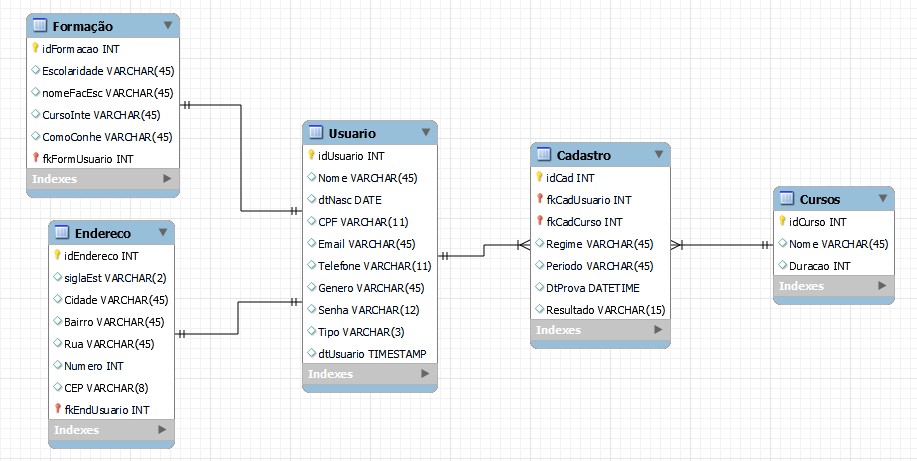 Formação
idFormacao INT
Escolaridade VARCHAR(45)
nomeFacEsc VARCHAR(45)
CursoInte VARCHAR(45)
ComoConhe VARCHAR(45)
fkFormUsuario INT
Indexes
Endereco
idEndereco INT
siglaEst VARCHAR(2)
Cidade VARCHAR(45)
Bairro VARCHAR(45)
Rua VARCHAR(45)
Numero INT
CEP VARCHAR(8)
fkEndUsuario INT
Indexes
Usuario
idUsuario INT
Nome VARCHAR(45)
dtNasc DATE
CPF VARCHAR(11)
Email VARCHAR(45)
Telefone VARCHAR(11)
Genero VARCHAR(45)
Senha VARCHAR(12)
Tipo VARCHAR(3)
dtUsuario TIMESTAMP
Indexes
Cadastro
idCad INT
fkCadUsuario INT
fkCadCurso INT
Regime VARCHAR(45)
Periodo VARCHAR(45)
DtProva DATETIME
Resultado VARCHAR(15)
Indexes
Cursos
idCurso INT
Nome VARCHAR(45)
Duracao INT
Indexes